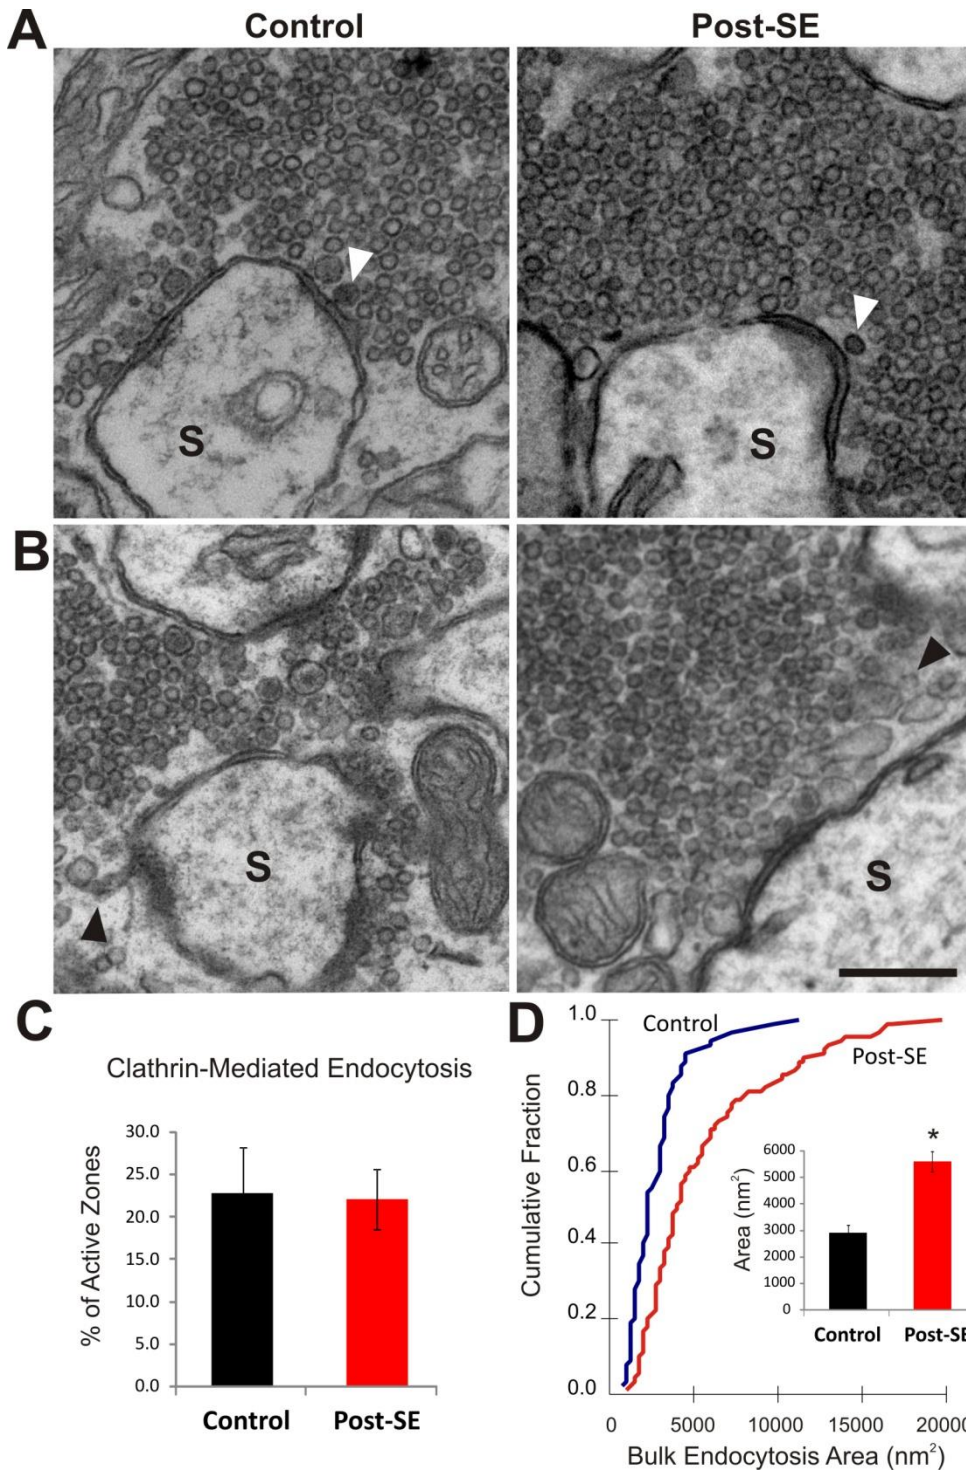 A
Control
Post-SE
S
S
B
S
S
C
Clathrin-Mediated Endocytosis
% of Active Zones
30.0
25.0
20.0
15.0
10.0
5.0
0.0
Control
Post-SE
D
Cumulative Fraction
1.0
0.8
0.6
0.4
0.2
0.0
Control
Post-SE
Area (nm²)
6000
5000
4000
3000
2000
1000
0
*
Control
Post-SE
0
5000
10000
15000
20000
Bulk Endocytosis Area (nm²)